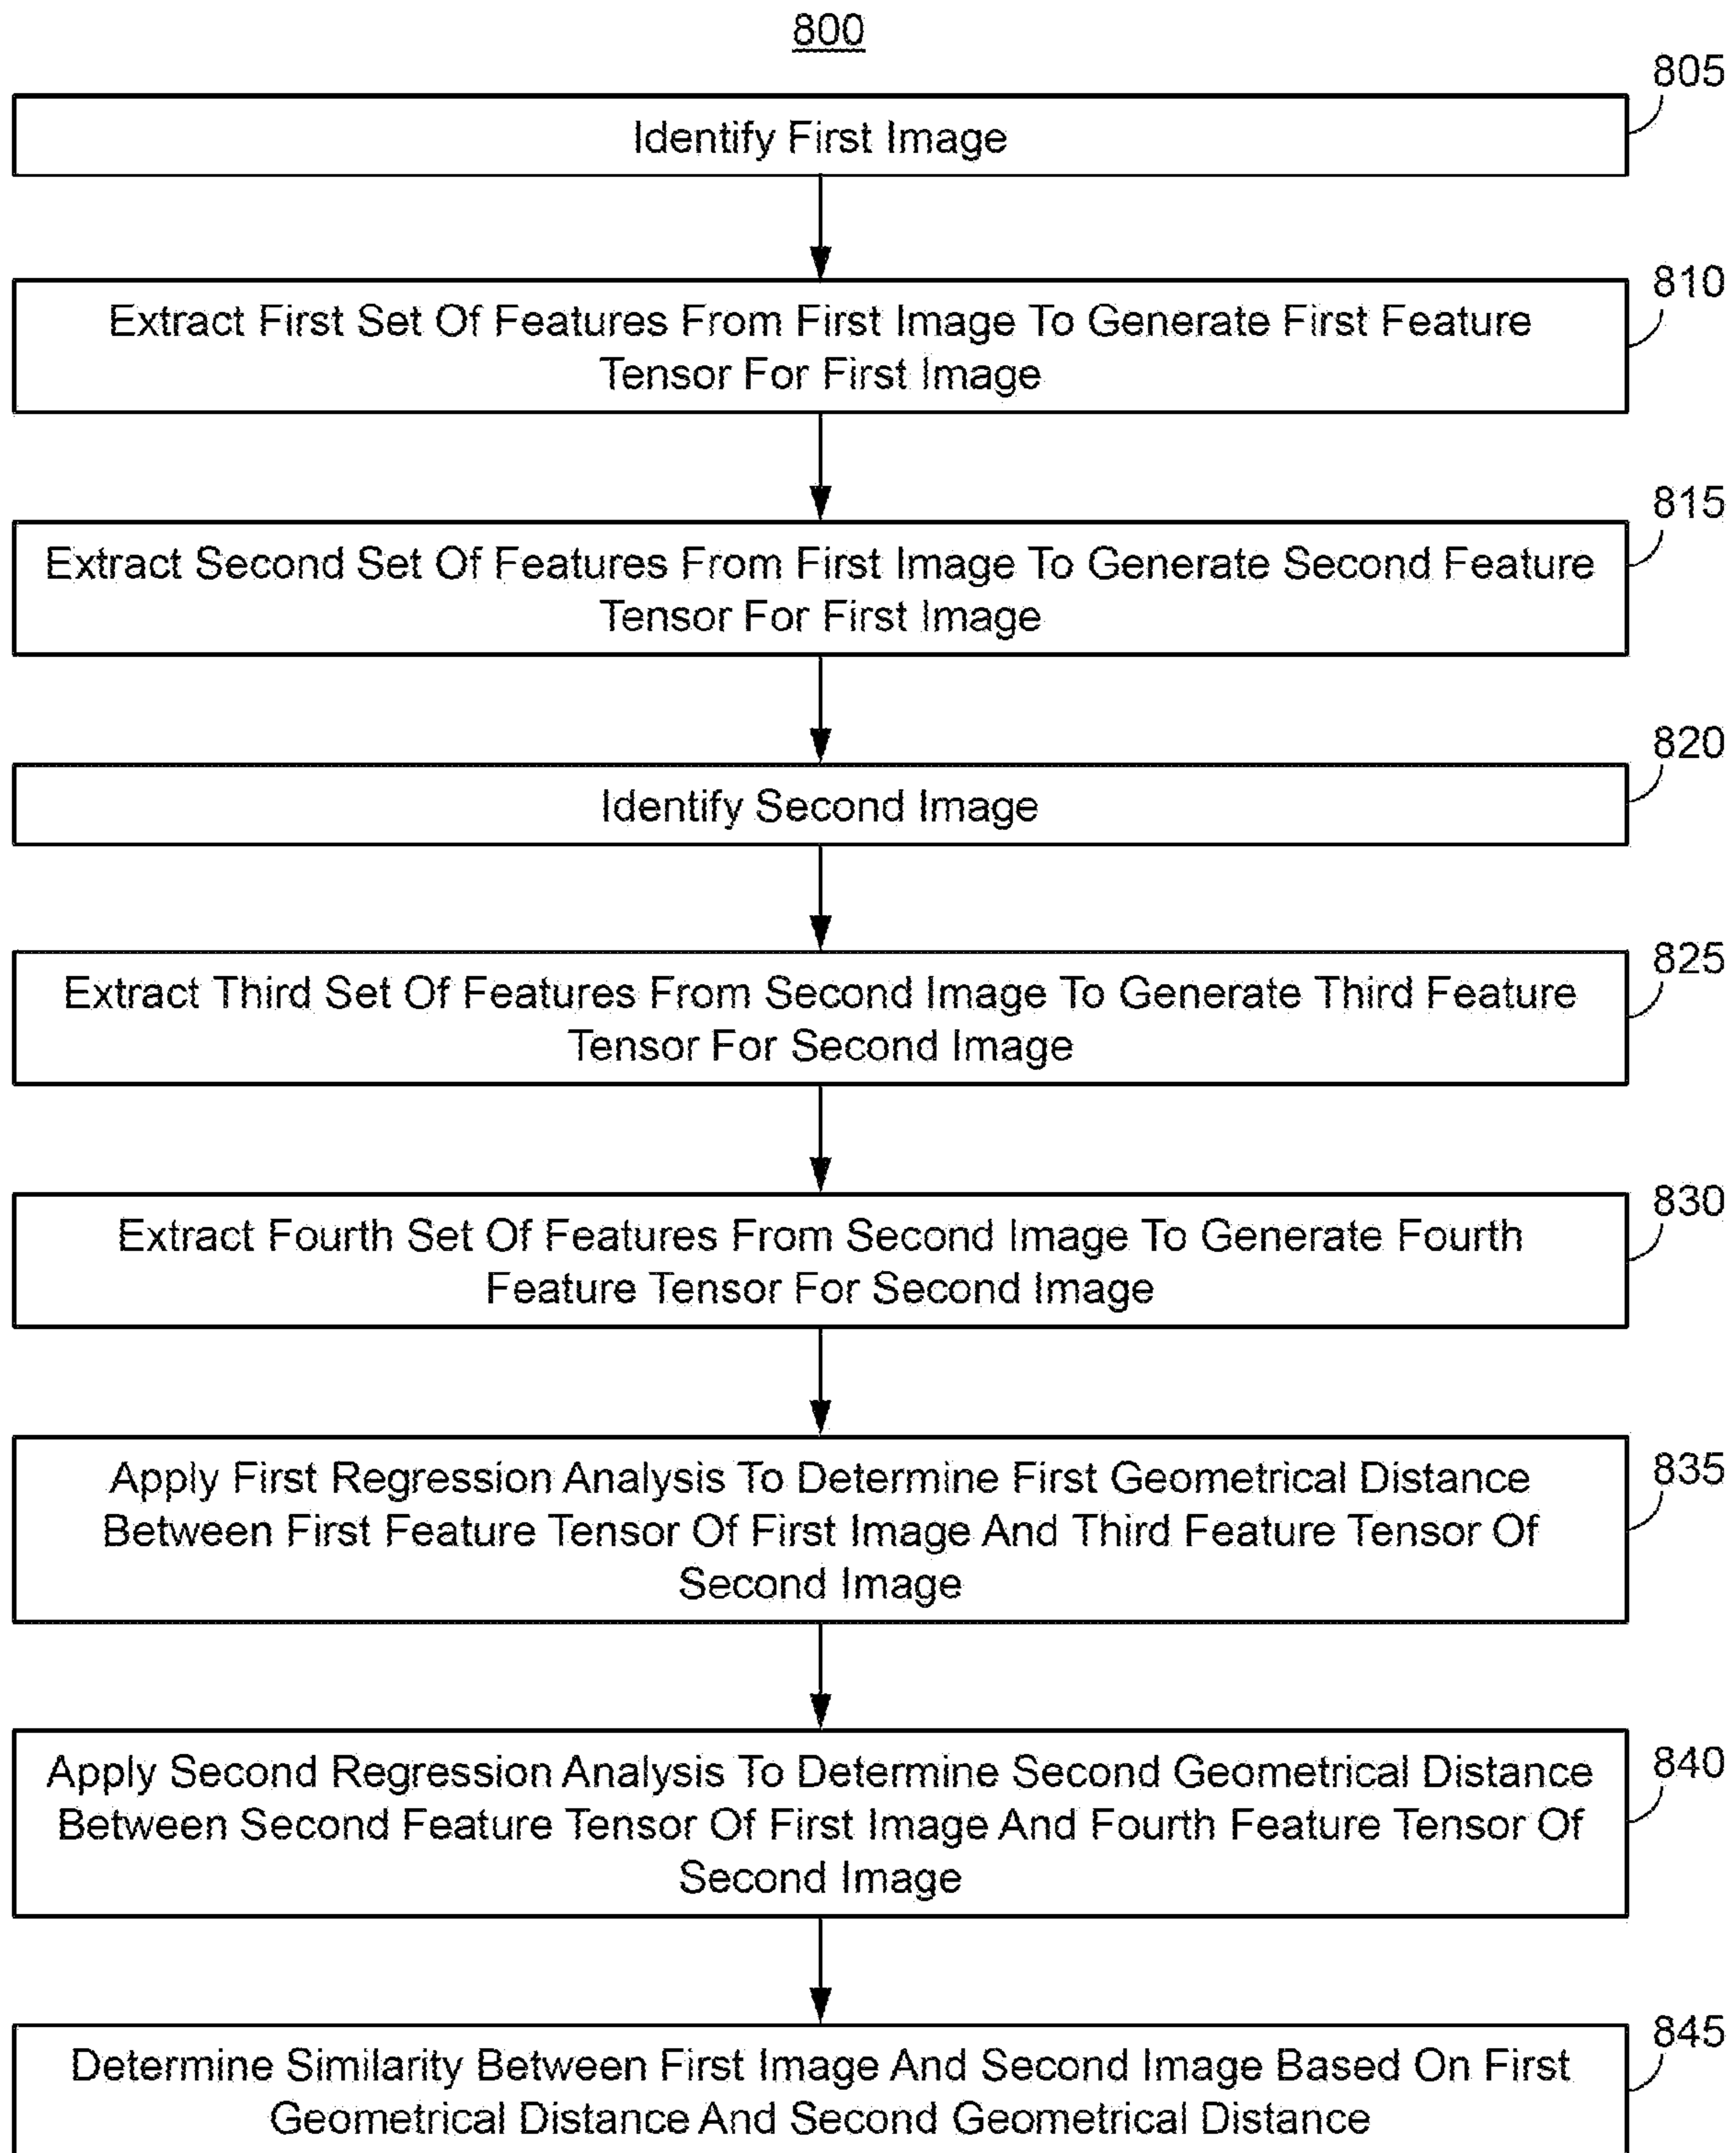 800
805
Identify First Image
810
Extract First Set Of Features From First Image To Generate First Feature
Tensor For First Image
815
Extract Second Set Of Features From First Image To Generate Second Feature
Tensor For First Image
820
Identify Second Image
825
Extract Third Set Of Features From Second Image To Generate Third Feature
Tensor For Second Image
830
Extract Fourth Set Of Features From Second Image To Generate Fourth
Feature Tensor For Second Image
835
Apply First Regression Analysis To Determine First Geometrical Distance
Between First Feature Tensor Of First Image And Third Feature Tensor Of
Second Image
840
Apply Second Regression Analysis To Determine Second Geometrical Distance
Between Second Feature Tensor Of First Image And Fourth Feature Tensor Of
Second Image
845
Determine Similarity Between First Image And Second Image Based On First
Geometrical Distance And Second Geometrical Distance